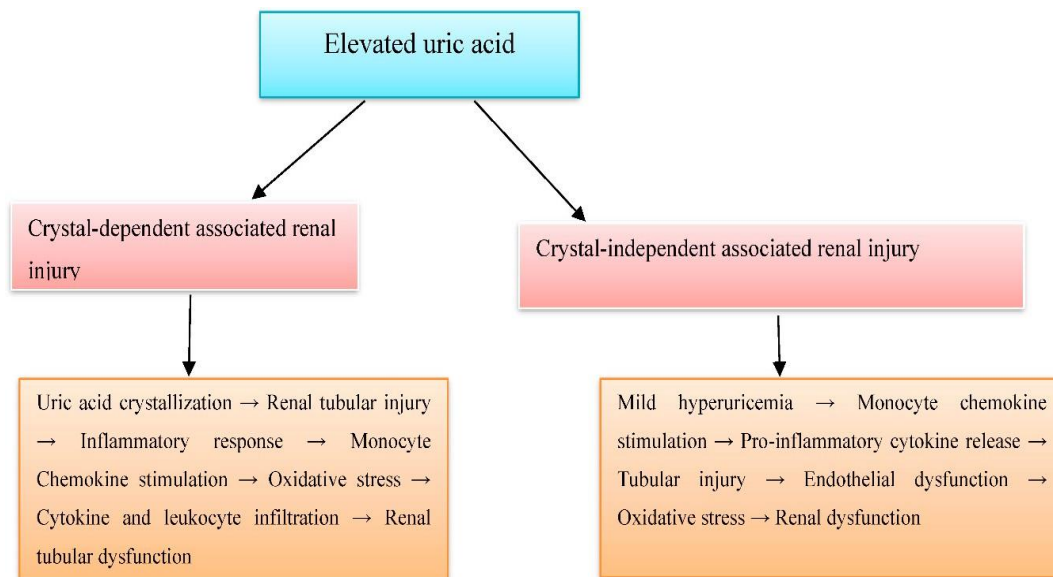 Elevated uric acid
Crystal-dependent associated renal
injury
Crystal-independent associated renal injury
Uric acid crystallization → Renal tubular injury
→ Inflammatory response → Monocyte
Chemokine stimulation → Oxidative stress →
Cytokine and leukocyte infiltration → Renal
tubular dysfunction
Mild hyperuricemia → Monocyte chemokine
stimulation → Pro-inflammatory cytokine release →
Tubular injury → Endothelial dysfunction →
Oxidative stress → Renal dysfunction